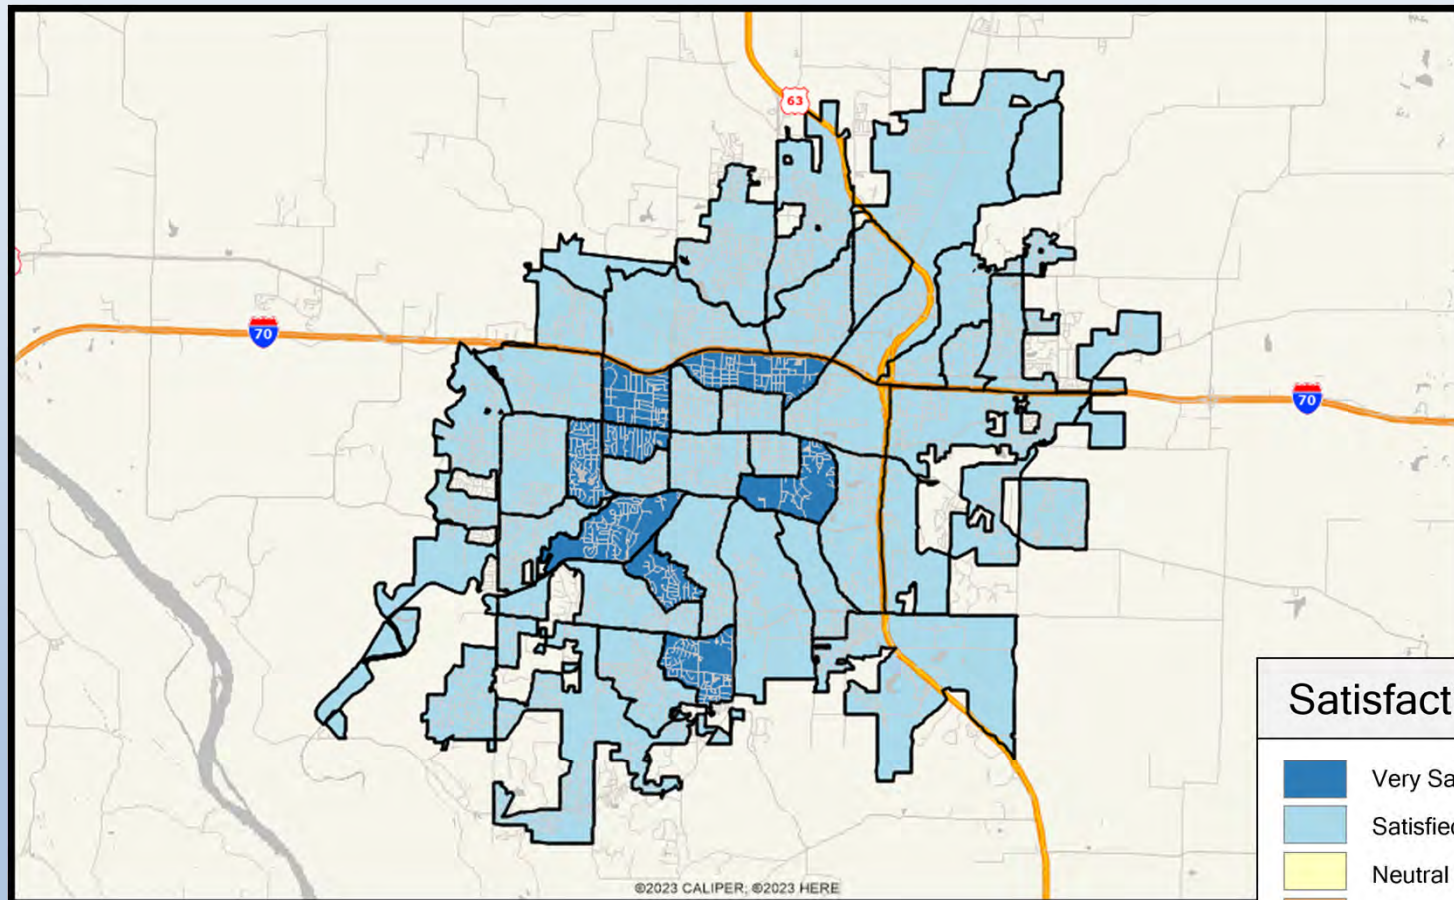 63
70
70
Satisfact
Very Sa
Satisfied
Neutral
©2023 CALIPER; ©2023 HERE